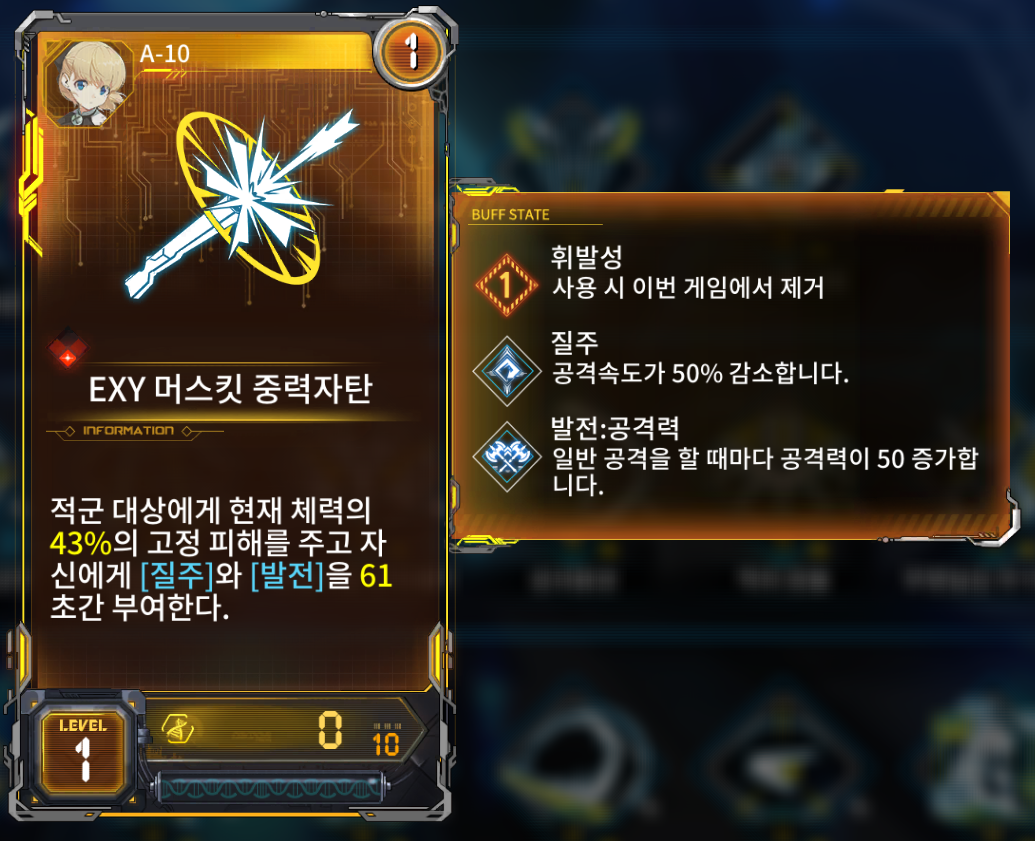 A-10
1
EXY 머스킷 중력자탄
INFORMATION
적군 대상에게 현재 체력의
43%의 고정 피해를 주고 자
신에게 [질주]와 [발전]을 61
초간 부여한다.
LEVEL
1
0
10
BUFF STATE
1
휘발성
사용 시 이번 게임에서 제거
질주
공격속도가 50% 감소합니다.
발전:공격력
일반 공격을 할 때마다 공격력이 50 증가합
니다.